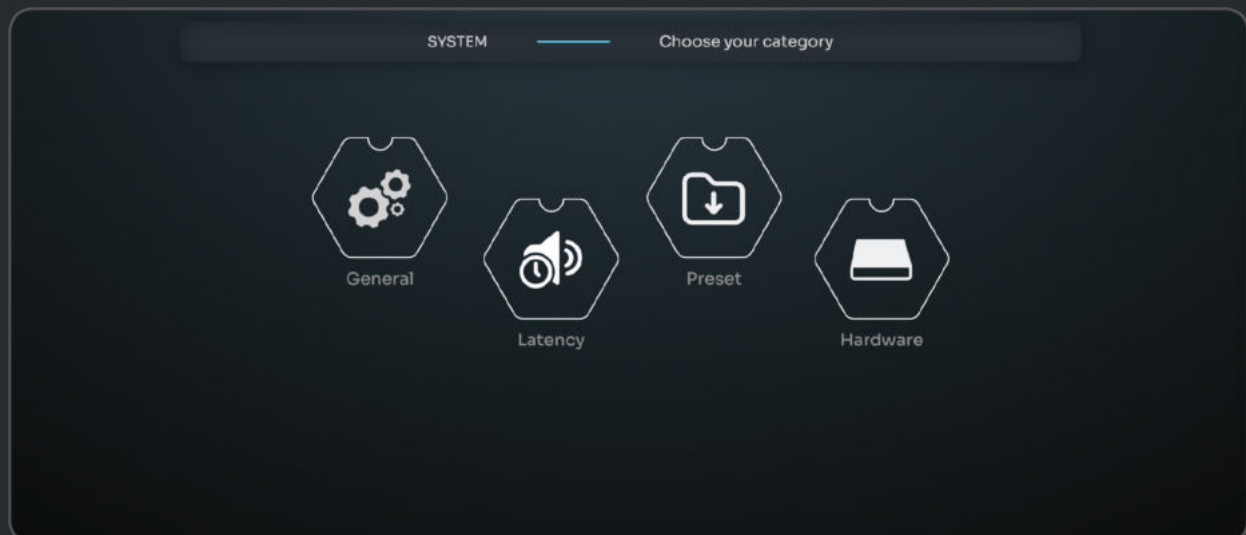 SYSTEM Choose your category
General
Preset
Latency
Hardware